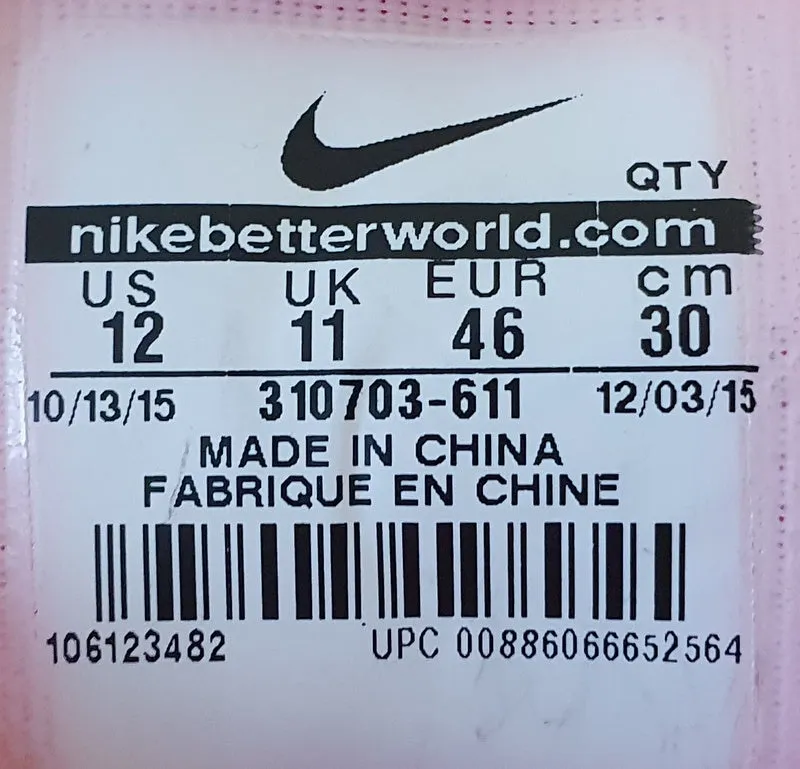 QTY
nikebetterworld.com
US UK EUR cm
12 11 46 30
10/13/15 310703-611 12/03/15
MADE IN CHINA
FABRIQUE EN CHINE
106123482 UPC 00886066652564